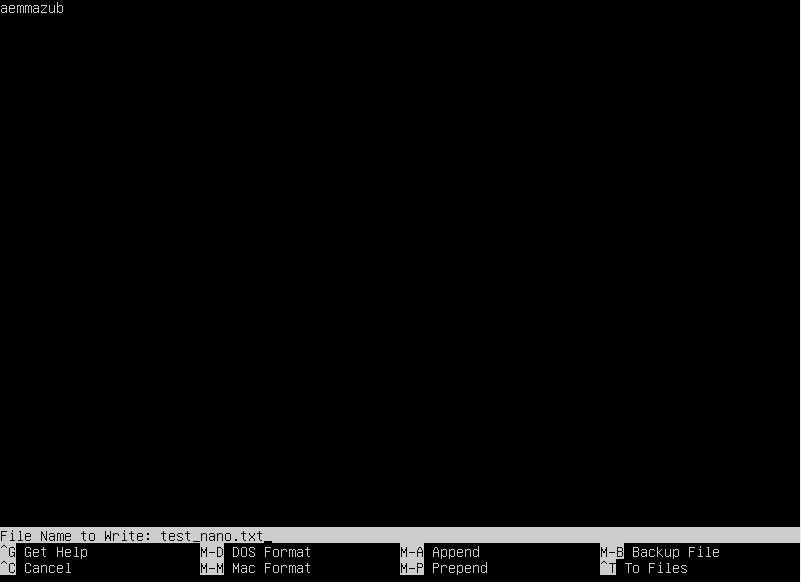 aemmazub
File Name to Write: test_nano.txt
^G Get Help M-D DOS Format M-A Append M-B Backup File
^C Cancel M-M Mac Format M-P Prepend ^T To Files